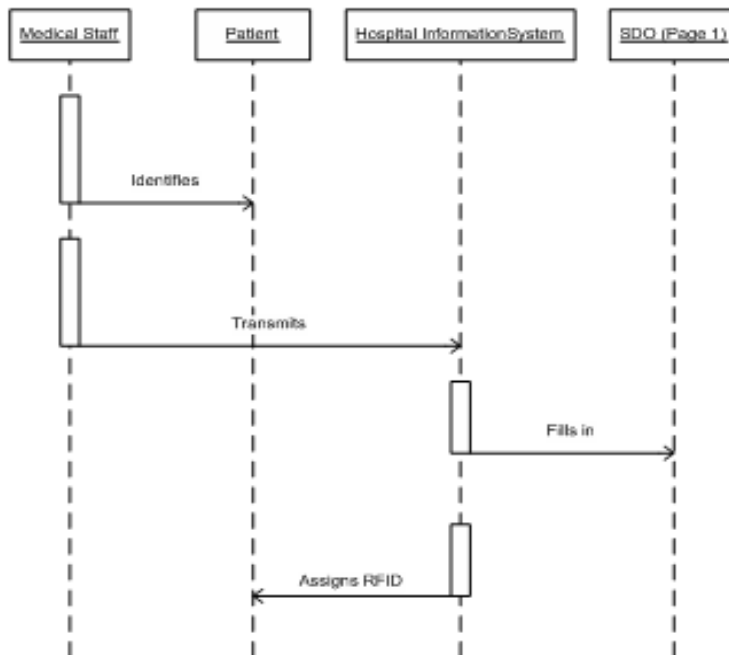 Medical Staff
Patient
Hospital InformationSystem
SDO (Page 1)
Identifies
Transmits
Fills in
Assigns RFID